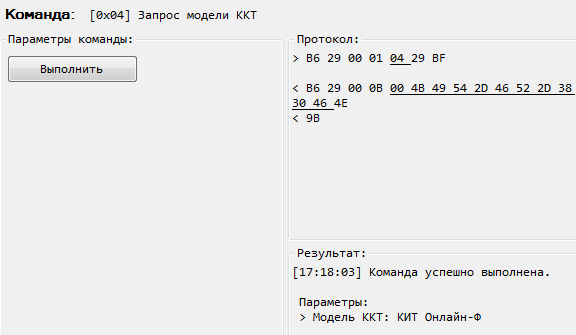 Команда: [0x04] Запрос модели ККТ
Параметры команды:
Выполнить
Протокол:
> B6 29 00 01 04 29 BF
< B6 29 00 0B 00 4B 49 54 2D 46 52 2D 38
30 46 4E
< 9B
Результат:
[17:18:03] Команда успешно выполнена.
Параметры:
> Модель ККТ: КИТ Онлайн-Ф